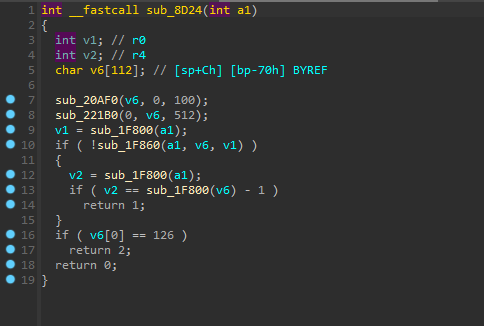 1 int __fastcall sub_8D24(int a1)
2 {
3 int v1; // r0
4 int v2; // r4
5 char v6[112]; // [sp+Ch] [bp-70h] BYREF
6
7 sub_20AF0(v6, 0, 100);
8 sub_221B0(0, v6, 512);
9 v1 = sub_1F800(a1);
10 if ( !sub_1F860(a1, v6, v1) )
11 {
12 v2 = sub_1F800(a1);
13 if ( v2 == sub_1F800(v6) - 1 )
14 return 1;
15 }
16 if ( v6[0] == 126 )
17 return 2;
18 return 0;
19 }